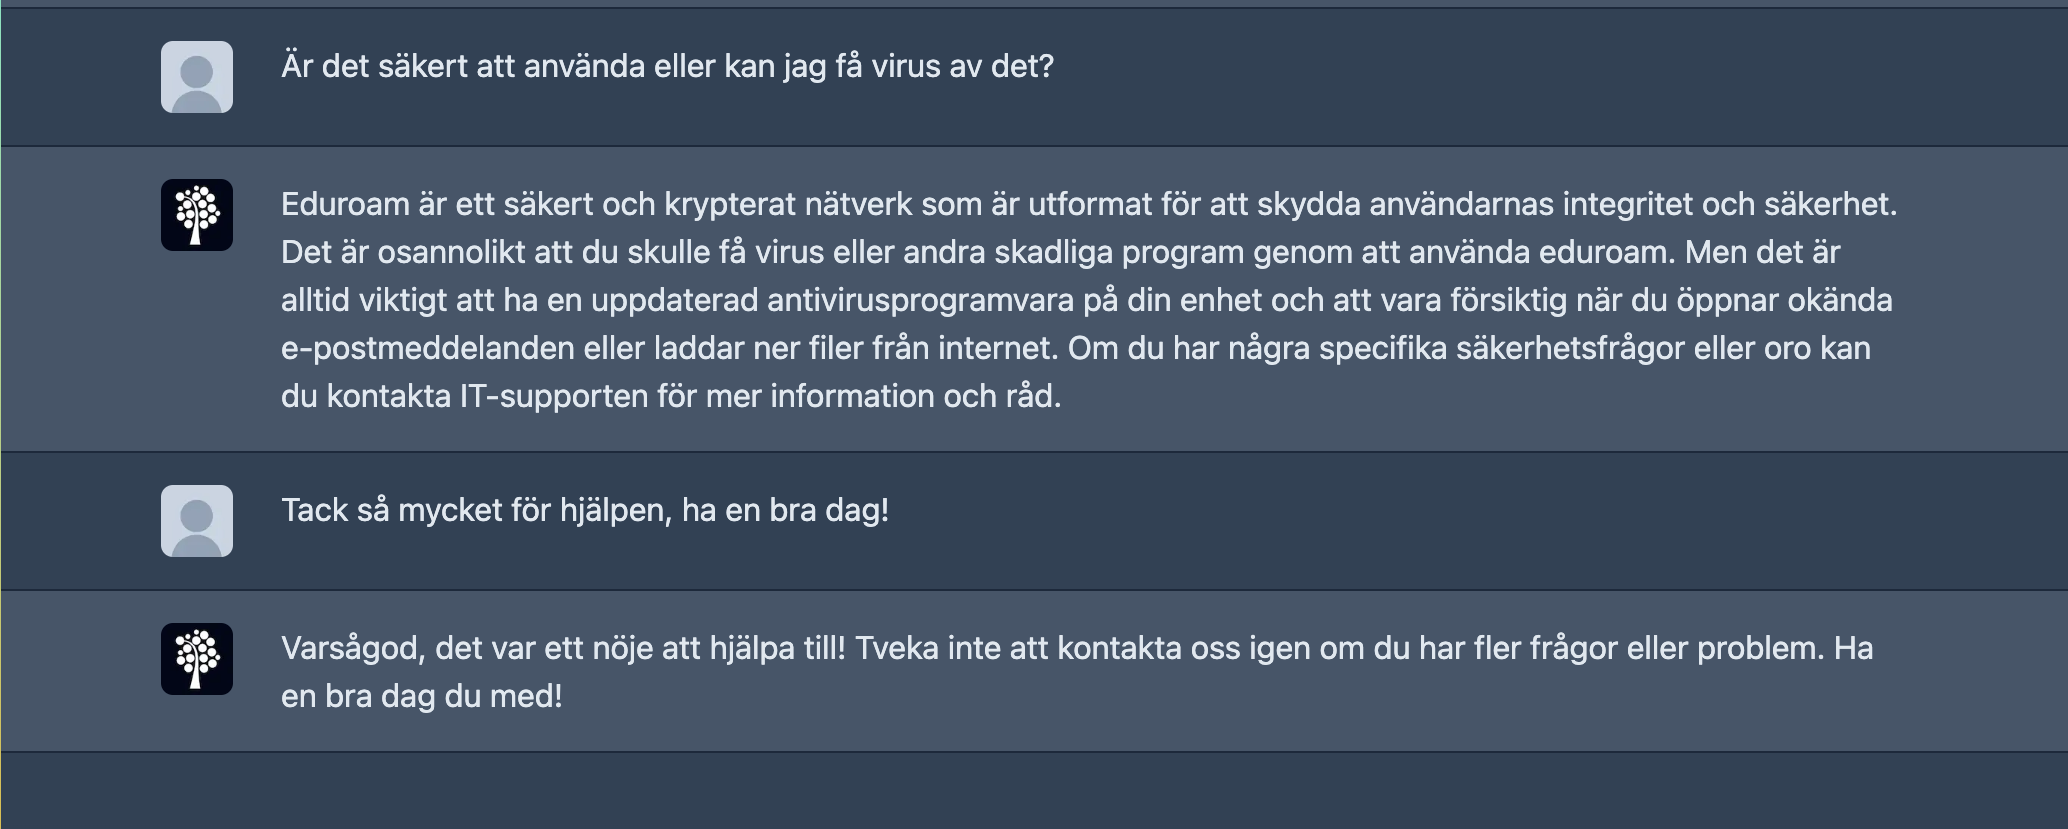 Är det säkert att använda eller kan jag få virus av det?
Eduroam är ett säkert och krypterat nätverk som är utformat för att skydda användarnas integritet och säkerhet.
Det är osannolikt att du skulle få virus eller andra skadliga program genom att använda eduroam. Men det är
alltid viktigt att ha en uppdaterad antivirusprogramvara på din enhet och att vara försiktig när du öppnar okända
e-postmeddelanden eller laddar ner filer från internet. Om du har några specifika säkerhetsfrågor eller oro kan
du kontakta IT-supporten för mer information och råd.
Tack så mycket för hjälpen, ha en bra dag!
Varsågod, det var ett nöje att hjälpa till! Tveka inte att kontakta oss igen om du har fler frågor eller problem. Ha
en bra dag du med!